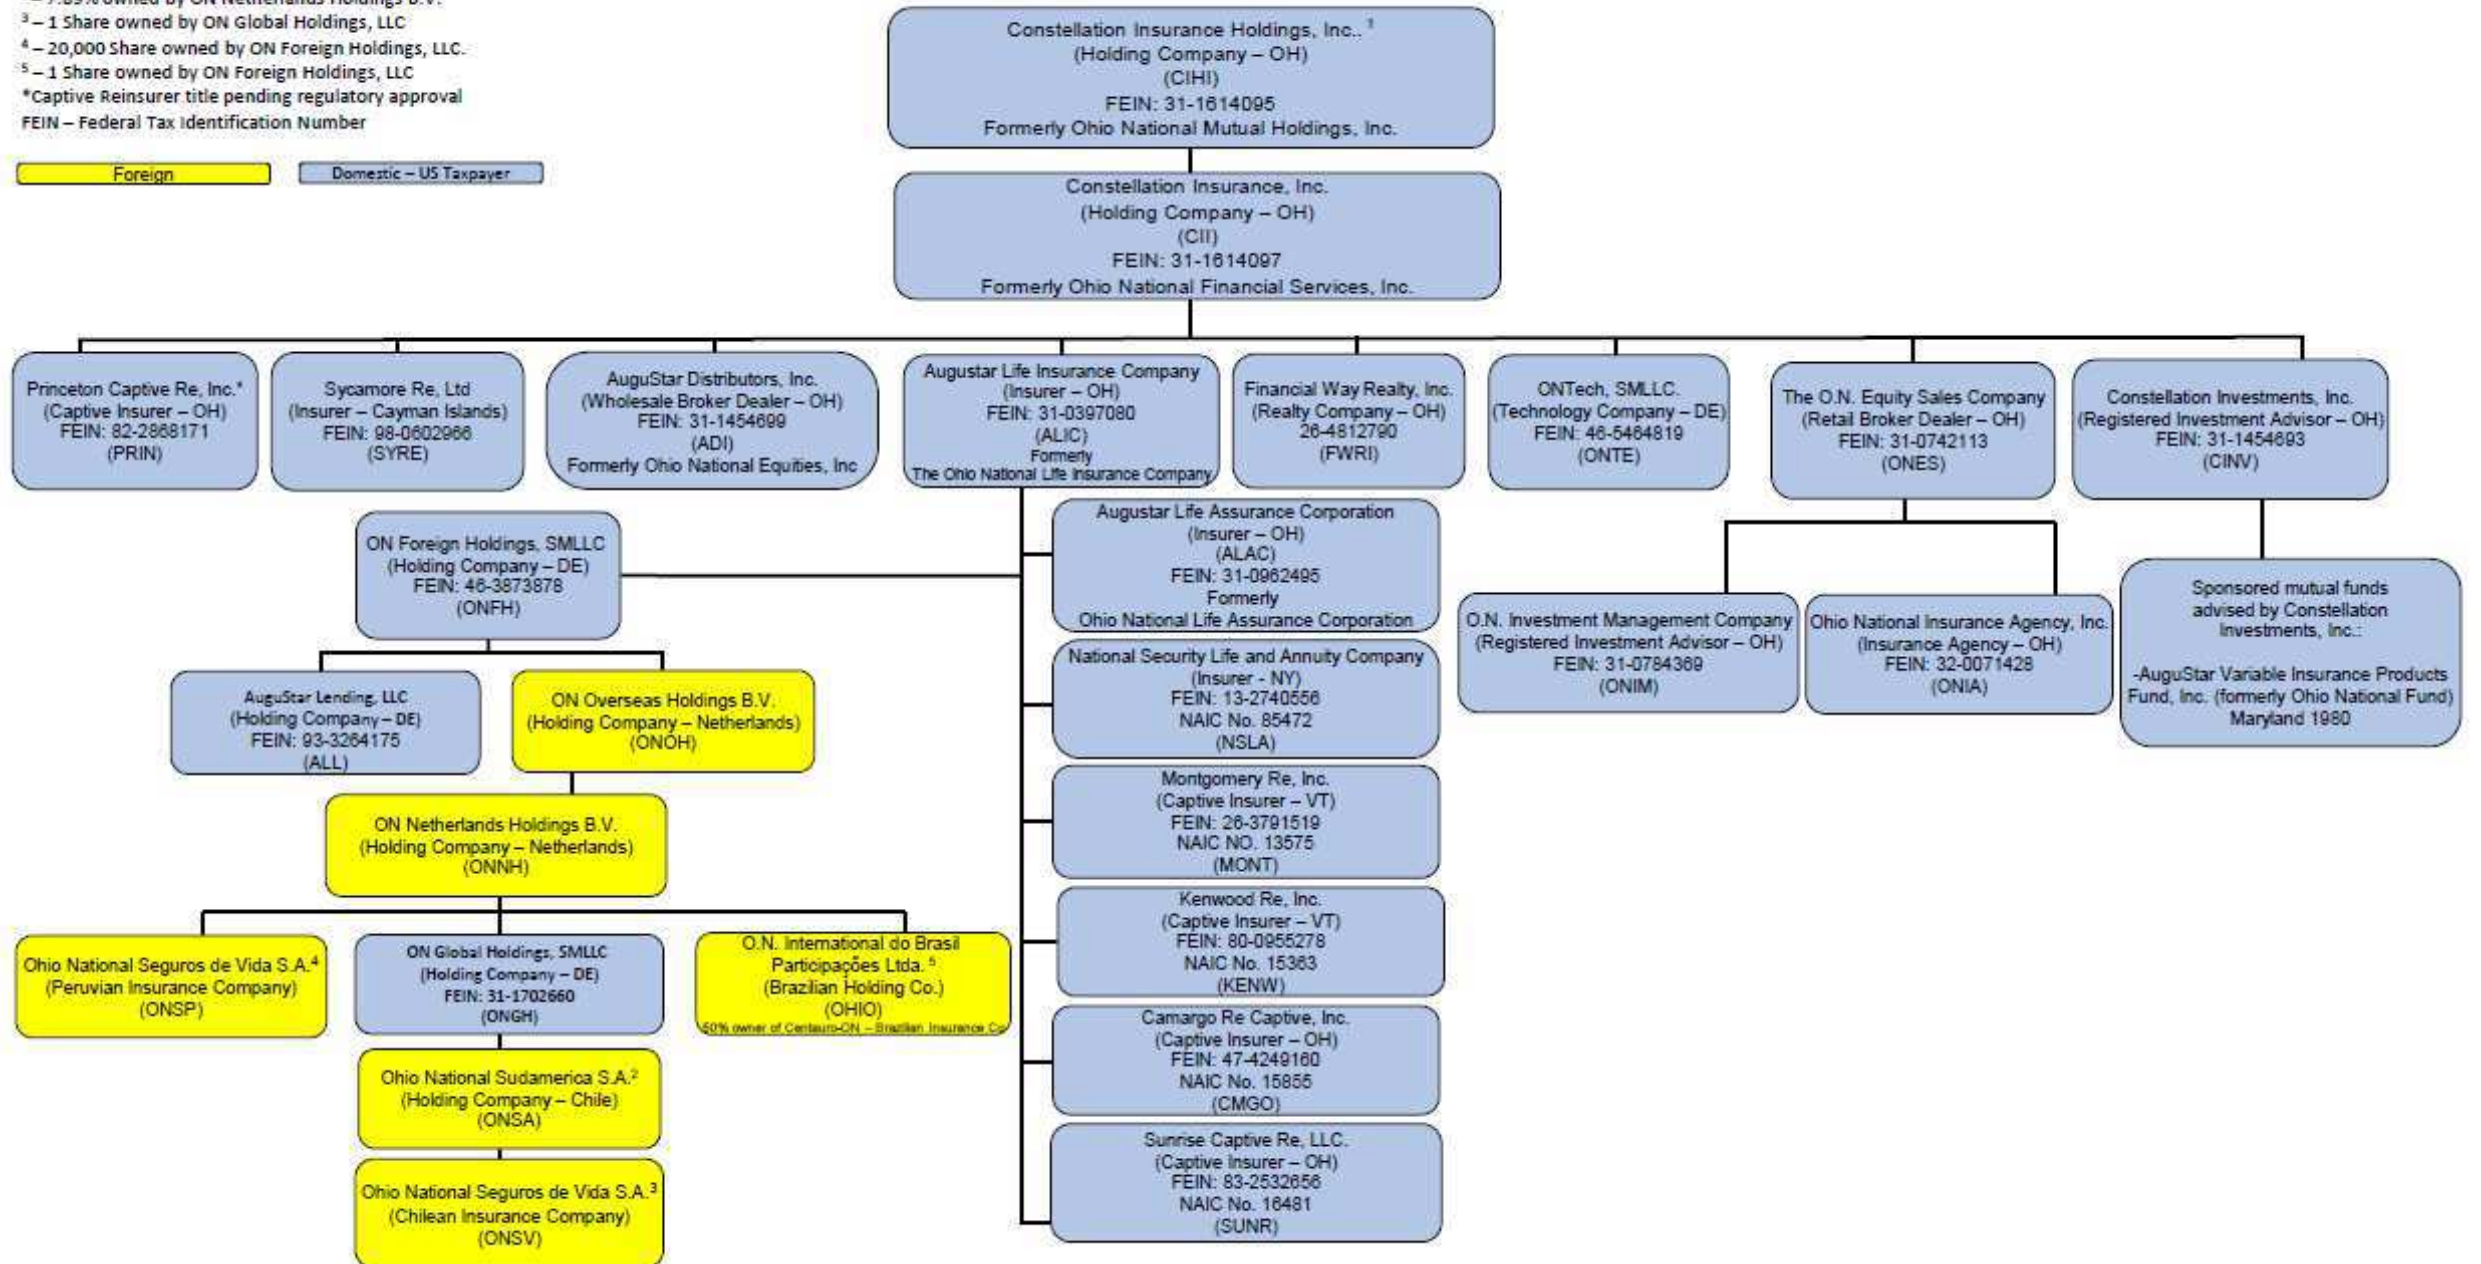 – 7.89% owned by ON Netherlands Holdings B.V.
³ – 1 Share owned by ON Global Holdings, LLC
⁴ – 20,000 Share owned by ON Foreign Holdings, LLC.
⁵ – 1 Share owned by ON Foreign Holdings, LLC
*Captive Reinsurer title pending regulatory approval
FEIN – Federal Tax Identification Number
Foreign
Domestic – US Taxpayer
Constellation Insurance Holdings, Inc.. ¹
(Holding Company – OH)
(CIHI)
FEIN: 31-1614095
Formerly Ohio National Mutual Holdings, Inc.
Constellation Insurance, Inc.
(Holding Company – OH)
(CII)
FEIN: 31-1614097
Formerly Ohio National Financial Services, Inc.
Princeton Captive Re, Inc.*
(Captive Insurer – OH)
FEIN: 82-2868171
(PRIN)
Sycamore Re, Ltd
(Insurer – Cayman Islands)
FEIN: 98-0602966
(SYRE)
AuguStar Distributors, Inc.
(Wholesale Broker Dealer – OH)
FEIN: 31-1454699
(ADI)
Formerly Ohio National Equities, Inc
Augustar Life Insurance Company
(Insurer – OH)
FEIN: 31-0397080
(ALIC)
Formerly
The Ohio National Life Insurance Company
Financial Way Realty, Inc.
(Realty Company – OH)
26-4812790
(FWRI)
ONTech, SMLLC.
(Technology Company – DE)
FEIN: 46-5464819
(ONTE)
The O.N. Equity Sales Company
(Retail Broker Dealer – OH)
FEIN: 31-0742113
(ONES)
Constellation Investments, Inc.
(Registered Investment Advisor – OH)
FEIN: 31-1454693
(CINV)
ON Foreign Holdings, SMLLC
(Holding Company – DE)
FEIN: 46-3873878
(ONFH)
Augustar Life Assurance Corporation
(Insurer – OH)
(ALAC)
FEIN: 31-0962495
Formerly
Ohio National Life Assurance Corporation
O.N. Investment Management Company
(Registered Investment Advisor – OH)
FEIN: 31-0784369
(ONIM)
Ohio National Insurance Agency, Inc.
(Insurance Agency – OH)
FEIN: 32-0071428
(ONIA)
Sponsored mutual funds
advised by Constellation
Investments, Inc.:
-AuguStar Variable Insurance Products
Fund, Inc. (formerly Ohio National Fund)
Maryland 1980
AuguStar Lending, LLC
(Holding Company – DE)
FEIN: 93-3264175
(ALL)
ON Overseas Holdings B.V.
(Holding Company – Netherlands)
(ONOH)
National Security Life and Annuity Company
(Insurer - NY)
FEIN: 13-2740556
NAIC No. 85472
(NSLA)
ON Netherlands Holdings B.V.
(Holding Company – Netherlands)
(ONNH)
Montgomery Re, Inc.
(Captive Insurer – VT)
FEIN: 26-3791519
NAIC NO. 13575
(MONT)
Kenwood Re, Inc.
(Captive Insurer – VT)
FEIN: 80-0955278
NAIC No. 15363
(KENW)
Ohio National Seguros de Vida S.A.⁴
(Peruvian Insurance Company)
(ONSP)
ON Global Holdings, SMLLC
(Holding Company – DE)
FEIN: 31-1702660
(ONGH)
O.N. International do Brasil
Participações Ltda. ⁵
(Brazilian Holding Co.)
(OHIO)
50% owner of Centauro-ON – Brazilian Insurance Co
Camargo Re Captive, Inc.
(Captive Insurer – OH)
FEIN: 47-4249160
NAIC No. 15855
(CMGO)
Ohio National Sudamerica S.A.²
(Holding Company – Chile)
(ONSA)
Sunrise Captive Re, LLC.
(Captive Insurer – OH)
FEIN: 83-2532656
NAIC No. 16481
(SUNR)
Ohio National Seguros de Vida S.A.³
(Chilean Insurance Company)
(ONSV)